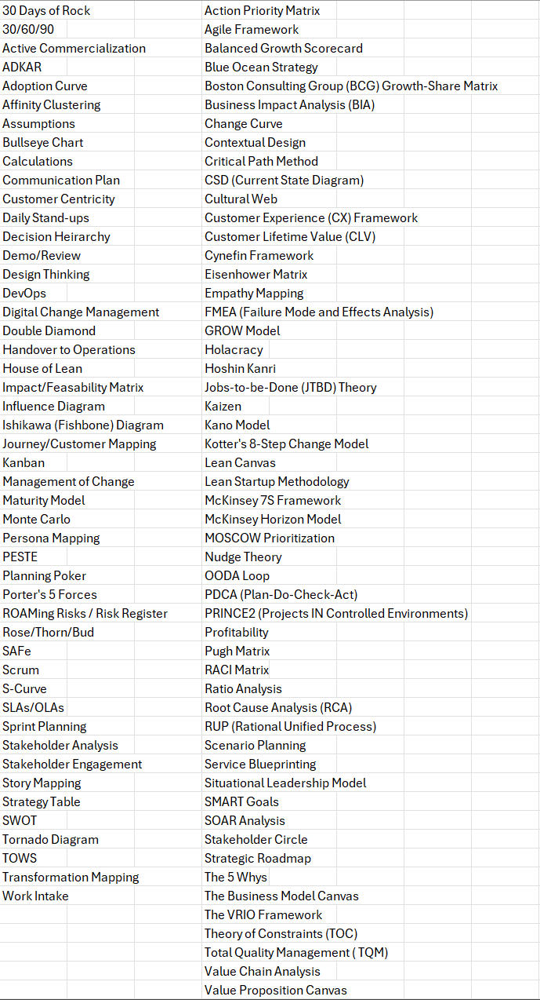 30 Days of Rock
30/60/90
Active Commercialization
ADKAR
Adoption Curve
Affinity Clustering
Assumptions
Bullseye Chart
Calculations
Communication Plan
Customer Centricity
Daily Stand-ups
Decision Heirarchy
Demo/Review
Design Thinking
DevOps
Digital Change Management
Double Diamond
Handover to Operations
House of Lean
Impact/Feasability Matrix
Influence Diagram
Ishikawa (Fishbone) Diagram
Journey/Customer Mapping
Kanban
Management of Change
Maturity Model
Monte Carlo
Persona Mapping
PESTE
Planning Poker
Porter's 5 Forces
ROAMing Risks / Risk Register
Rose/Thorn/Bud
SAFe
Scrum
S-Curve
SLAs/OLAs
Sprint Planning
Stakeholder Analysis
Stakeholder Engagement
Story Mapping
Strategy Table
SWOT
Tornado Diagram
TOWS
Transformation Mapping
Work Intake
Action Priority Matrix
Agile Framework
Balanced Growth Scorecard
Blue Ocean Strategy
Boston Consulting Group (BCG) Growth-Share Matrix
Business Impact Analysis (BIA)
Change Curve
Contextual Design
Critical Path Method
CSD (Current State Diagram)
Cultural Web
Customer Experience (CX) Framework
Customer Lifetime Value (CLV)
Cynefin Framework
Eisenhower Matrix
Empathy Mapping
FMEA (Failure Mode and Effects Analysis)
GROW Model
Holacracy
Hoshin Kanri
Jobs-to-be-Done (JTBD) Theory
Kaizen
Kano Model
Kotter's 8-Step Change Model
Lean Canvas
Lean Startup Methodology
McKinsey 7S Framework
McKinsey Horizon Model
MOSCOW Prioritization
Nudge Theory
OODA Loop
PDCA (Plan-Do-Check-Act)
PRINCE2 (Projects IN Controlled Environments)
Profitability
Pugh Matrix
RACI Matrix
Ratio Analysis
Root Cause Analysis (RCA)
RUP (Rational Unified Process)
Scenario Planning
Service Blueprinting
Situational Leadership Model
SMART Goals
SOAR Analysis
Stakeholder Circle
Strategic Roadmap
The 5 Whys
The Business Model Canvas
The VRIO Framework
Theory of Constraints (TOC)
Total Quality Management ( TQM)
Value Chain Analysis
Value Proposition Canvas